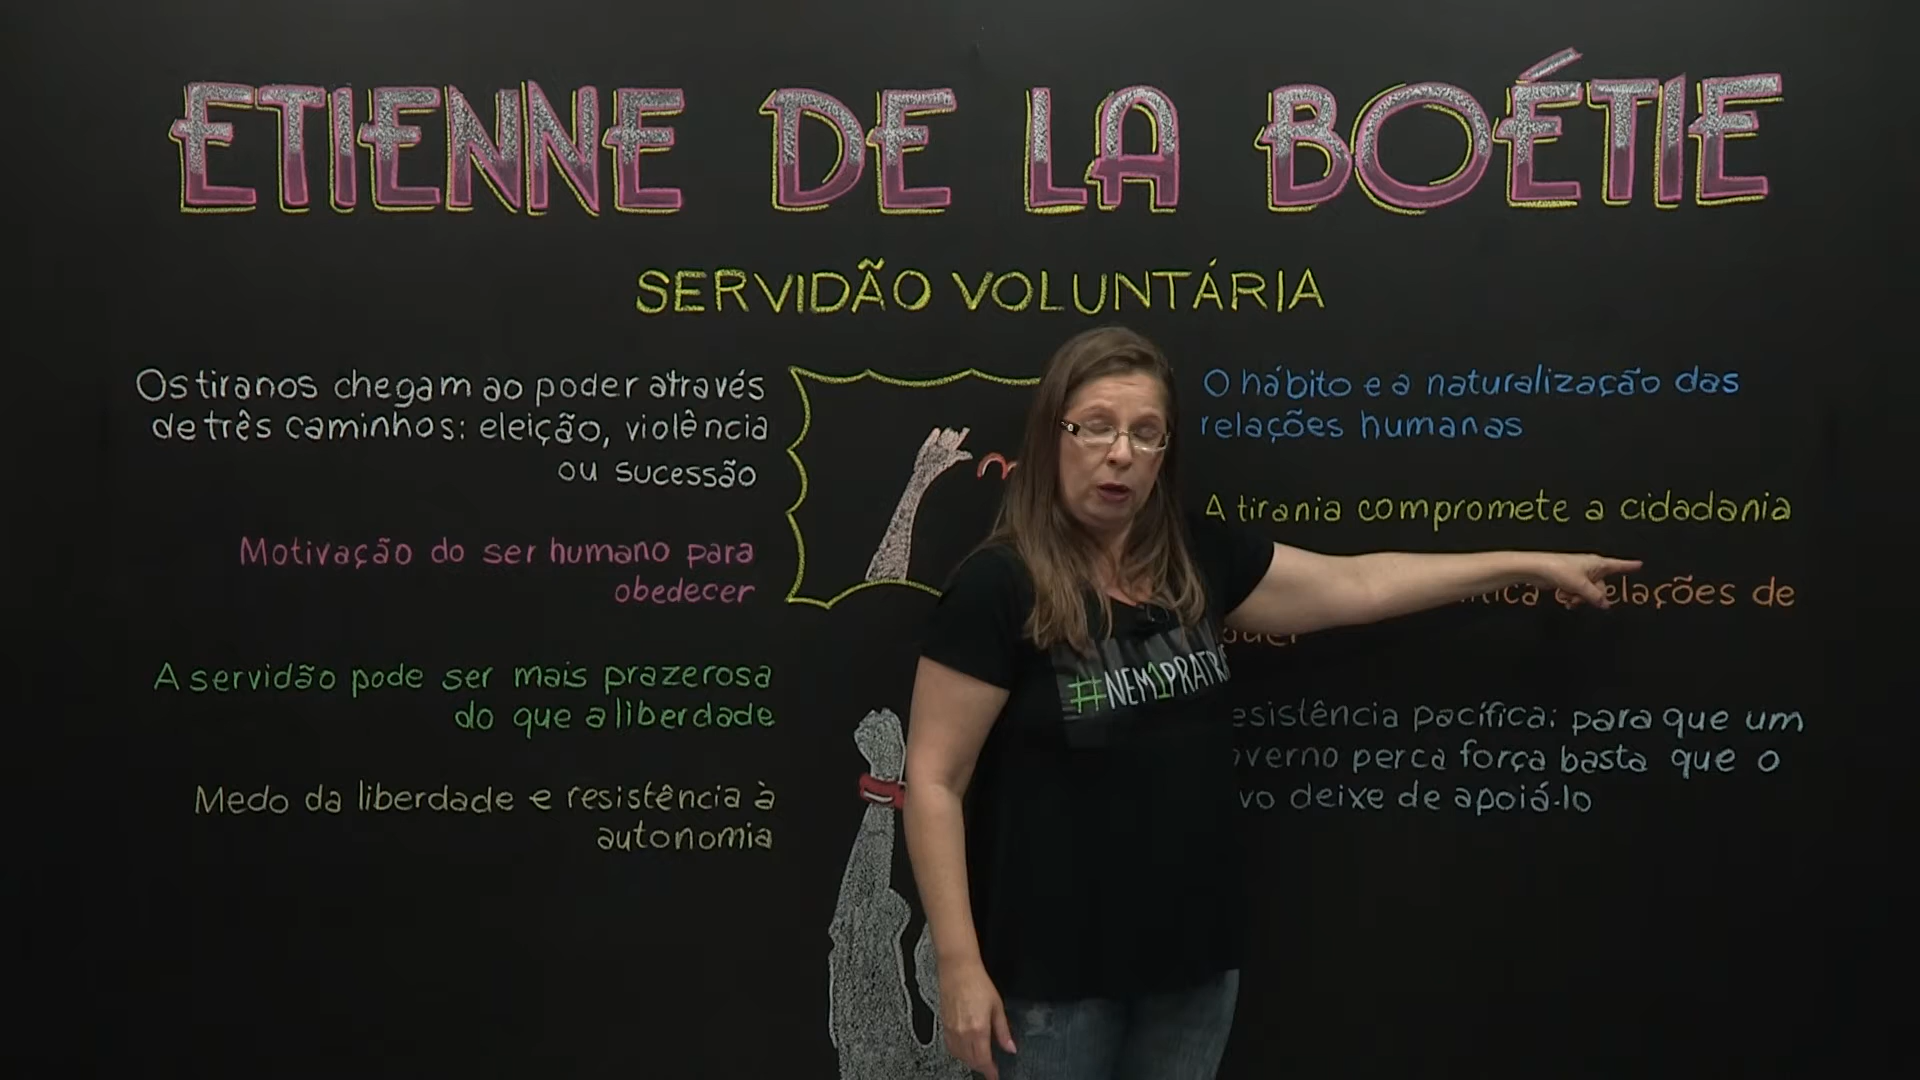 ETIENNE DE LA BOÉTIE
SERVIDÃO VOLUNTÁRIA
Os tiranos chegam ao poder através
de três caminhos: eleição, violência
ou sucessão
Motivação do ser humano para
obedecer
A servidão pode ser mais prazerosa
do que a liberdade
Medo da liberdade e resistência à
autonomia
O hábito e a naturalização das
relações humanas
A tirania compromete a cidadania
de
esistência pacífica: para que um
verno perca força basta que o
vo deixe de apoiá-lo
#NEM1PRATR